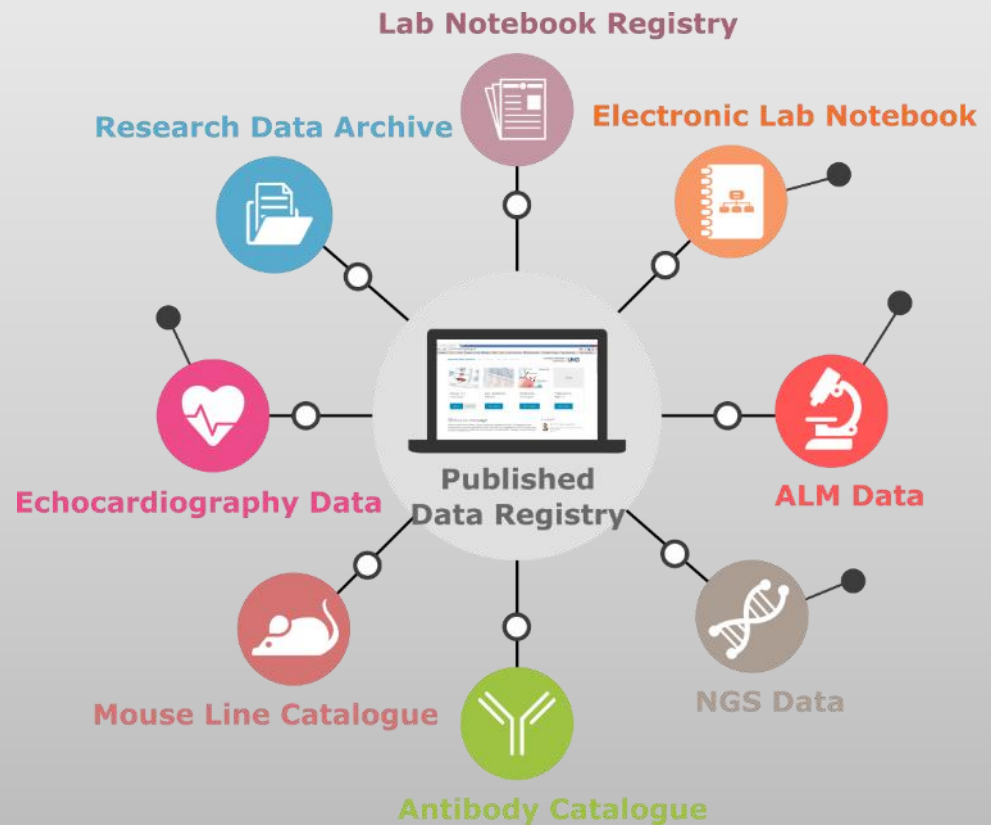 Lab Notebook Registry
Research Data Archive
Electronic Lab Notebook
Published
Data Registry
Echocardiography Data
ALM Data
Mouse Line Catalogue
NGS Data
Antibody Catalogue